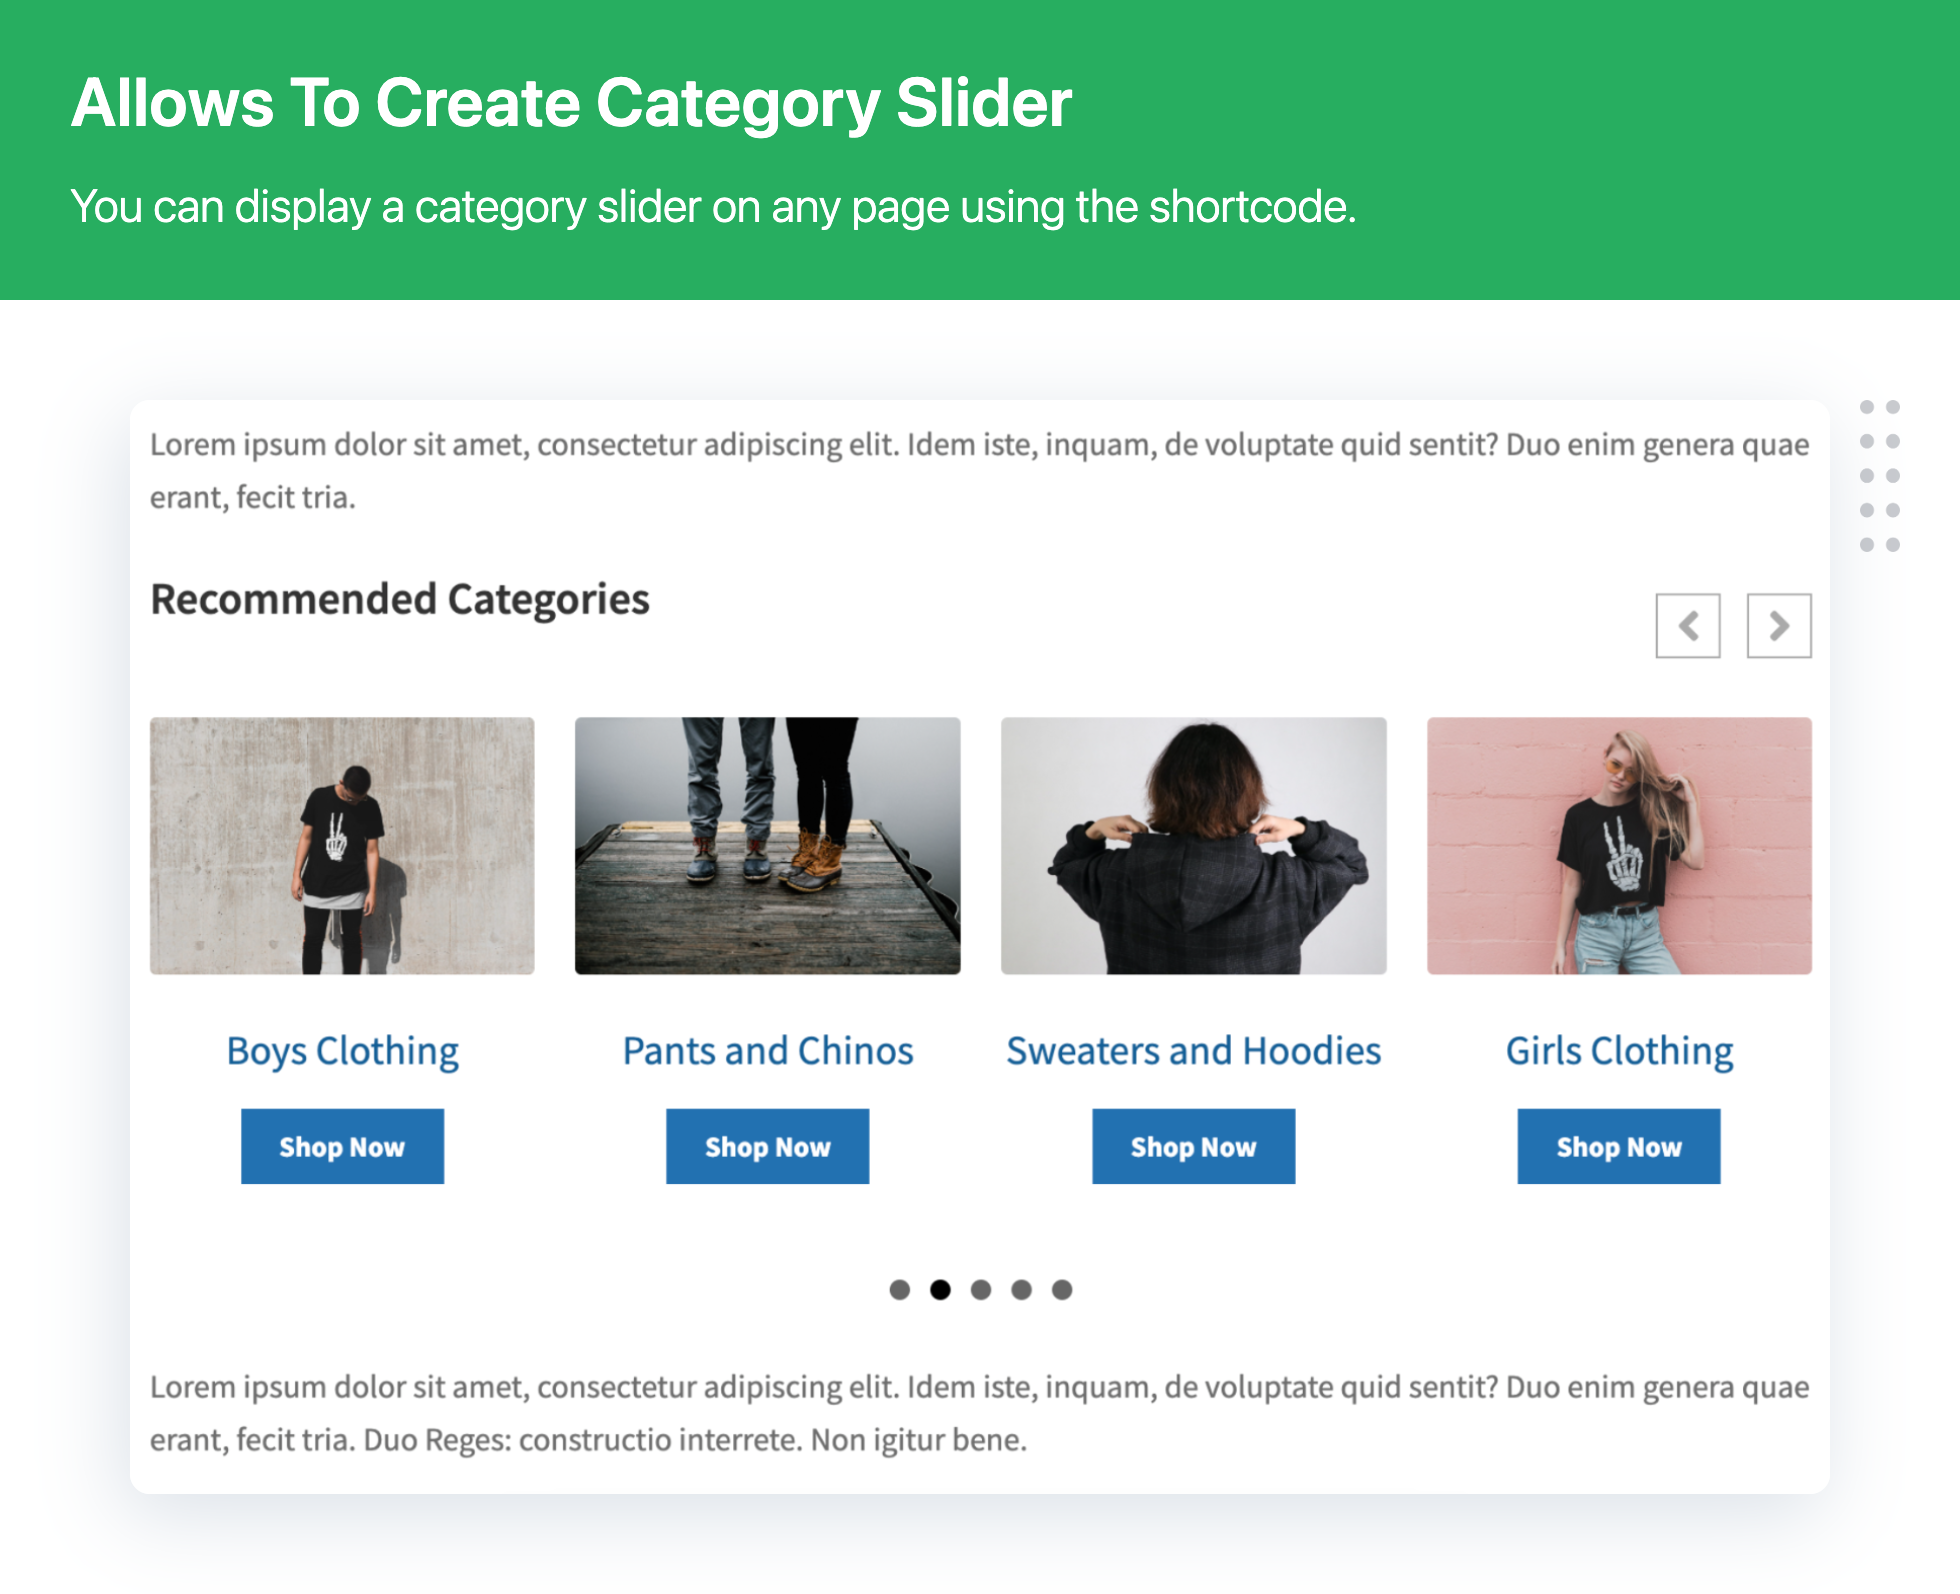 Allows To Create Category Slider
You can display a category slider on any page using the shortcode.
Lorem ipsum dolor sit amet, consectetur adipiscing elit. Idem iste, inquam, de voluptate quid sentit? Duo enim genera quae
erant, fecit tria.
Recommended Categories
Boys Clothing
Pants and Chinos
Sweaters and Hoodies
Girls Clothing
Shop Now
Shop Now
Shop Now
Shop Now
Lorem ipsum dolor sit amet, consectetur adipiscing elit. Idem iste, inquam, de voluptate quid sentit? Duo enim genera quae
erant, fecit tria. Duo Reges: constructio interrete. Non igitur bene.